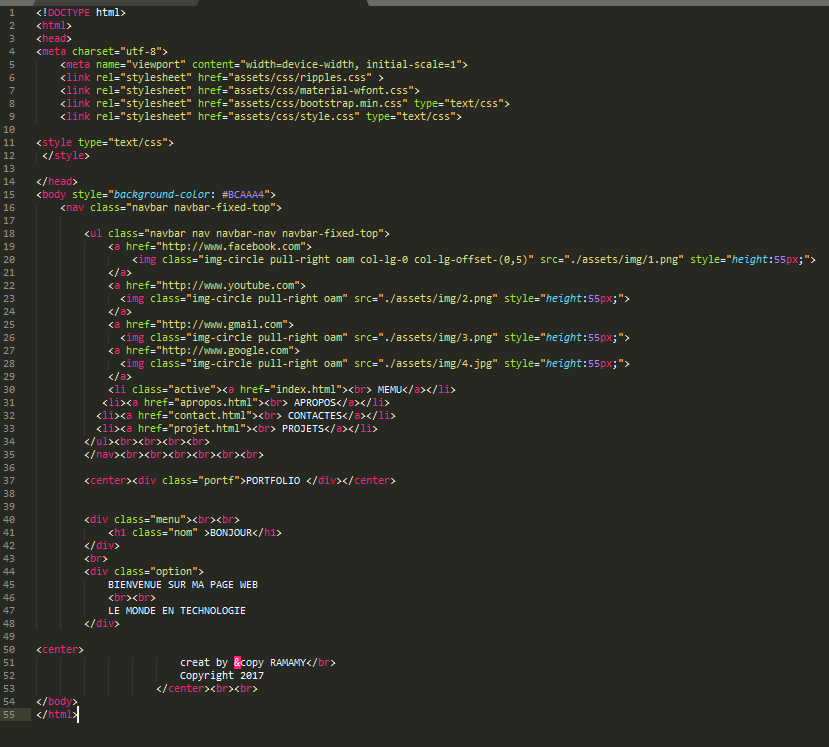 1 <!DOCTYPE html>
2 <html>
3 <head>
4 <meta charset="utf-8">
5 <meta name="viewport" content="width=device-width, initial-scale=1">
6 <link rel="stylesheet" href="assets/css/ripples.css" >
7 <link rel="stylesheet" href="assets/css/material-wfont.css">
8 <link rel="stylesheet" href="assets/css/bootstrap.min.css" type="text/css">
9 <link rel="stylesheet" href="assets/css/style.css" type="text/css">
10
11 <style type="text/css">
12 </style>
13
14 </head>
15 <body style="background-color: #BCAAA4">
16 <nav class="navbar navbar-fixed-top">
17
18 <ul class="navbar nav navbar-nav navbar-fixed-top">
19 <a href="http://www.facebook.com">
20 <img class="img-circle pull-right oam col-lg-0 col-lg-offset-(0,5)" src="./assets/img/1.png" style="height:55px;">
21 </a>
22 <a href="http://www.youtube.com">
23 <img class="img-circle pull-right oam" src="./assets/img/2.png" style="height:55px;">
24 </a>
25 <a href="http://www.gmail.com">
26 <img class="img-circle pull-right oam" src="./assets/img/3.png" style="height:55px;">
27 <a href="http://www.google.com">
28 <img class="img-circle pull-right oam" src="./assets/img/4.jpg" style="height:55px;">
29 </a>
30 <li class="active"><a href="index.html"><br> MEMU</a></li>
31 <li><a href="apropos.html"><br> APROPOS</a></li>
32 <li><a href="contact.html"><br> CONTACTES</a></li>
33 <li><a href="projet.html"><br> PROJETS</a></li>
34 </ul><br><br><br><br>
35 </nav><br><br><br><br><br><br>
36
37 <center><div class="portf">PORTFOLIO </div></center>
38
39
40 <div class="menu"><br><br>
41 <h1 class="nom" >BONJOUR</h1>
42 </div>
43 <br>
44 <div class="option">
45 BIENVENUE SUR MA PAGE WEB
46 <br><br>
47 LE MONDE EN TECHNOLOGIE
48 </div>
49
50 <center>
51 creat by &copy RAMAMY</br>
52 Copyright 2017
53 </center><br><br>
54 </body>
55 </html>